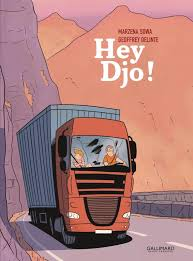 MARZENA SOWA
GEOFFREY DELINTE
Hey
Djo!
GALLIMARD